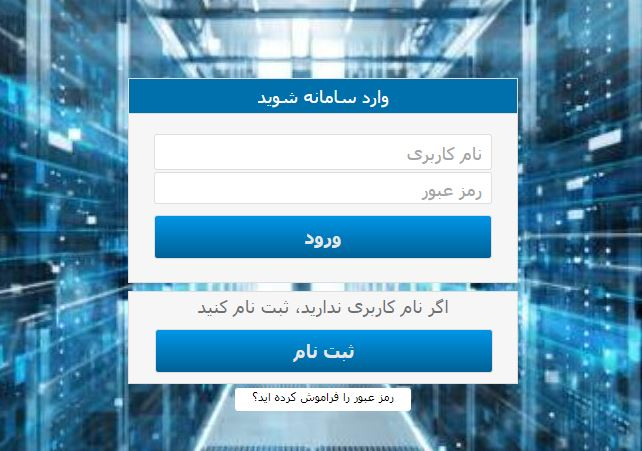 وارد سامانه شوید
نام کاربری
رمز عبور
ورود
اگر نام کاربری ندارید، ثبت نام کنید
ثبت نام
رمز عبور را فراموش کرده اید؟